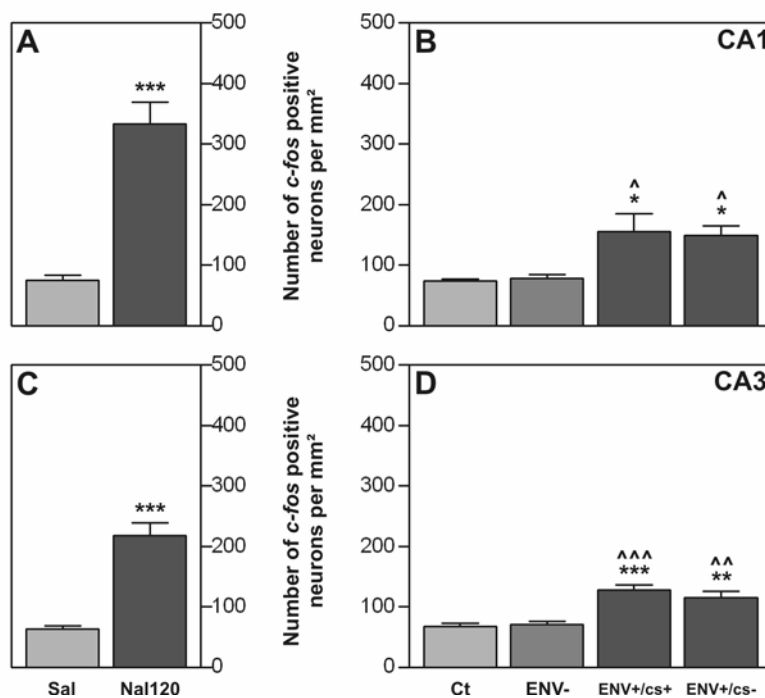 A
500
400
300
200
100
0
***
Number of c-fos positive
neurons per mm²
B
CA1
500
400
300
200
100
0
^
*
^
*
C
500
400
300
200
100
0
***
Sal
Nal120
Number of c-fos positive
neurons per mm²
D
CA3
500
400
300
200
100
0
^^^
***
^^
**
Ct
ENV-
ENV+/cs+
ENV+/cs-